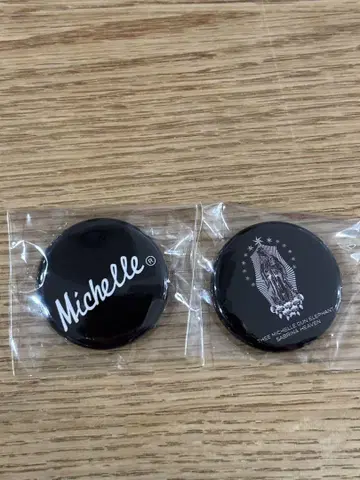 Michelle®
THEE MICHELLE GUN ELEPHANT
SABRINA HEAVEN